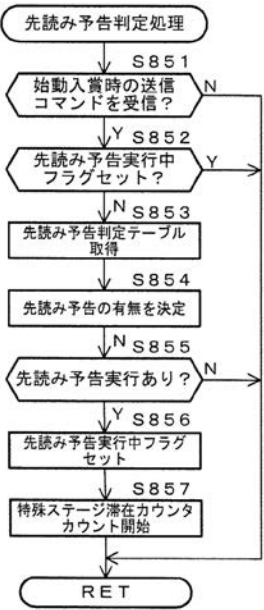 先読み予告判定処理
S851
始動入賞時の送信
コマンドを受信？
N
Y
S852
先読み予告実行中
フラグセット？
Y
N
S853
先読み予告判定テーブル
取得
S854
先読み予告の有無を決定
N
S855
先読み予告実行あり？
N
Y
S856
先読み予告実行中フラグ
セット
S857
特殊ステージ滞在カウンタ
カウント開始
RET